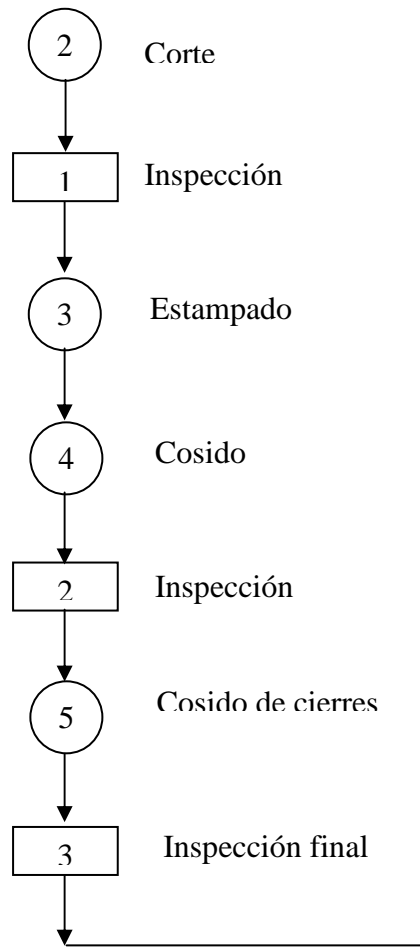 2 Corte
1 Inspección
3 Estampado
4 Cosido
2 Inspección
5 Cosido de cierres
3 Inspección final